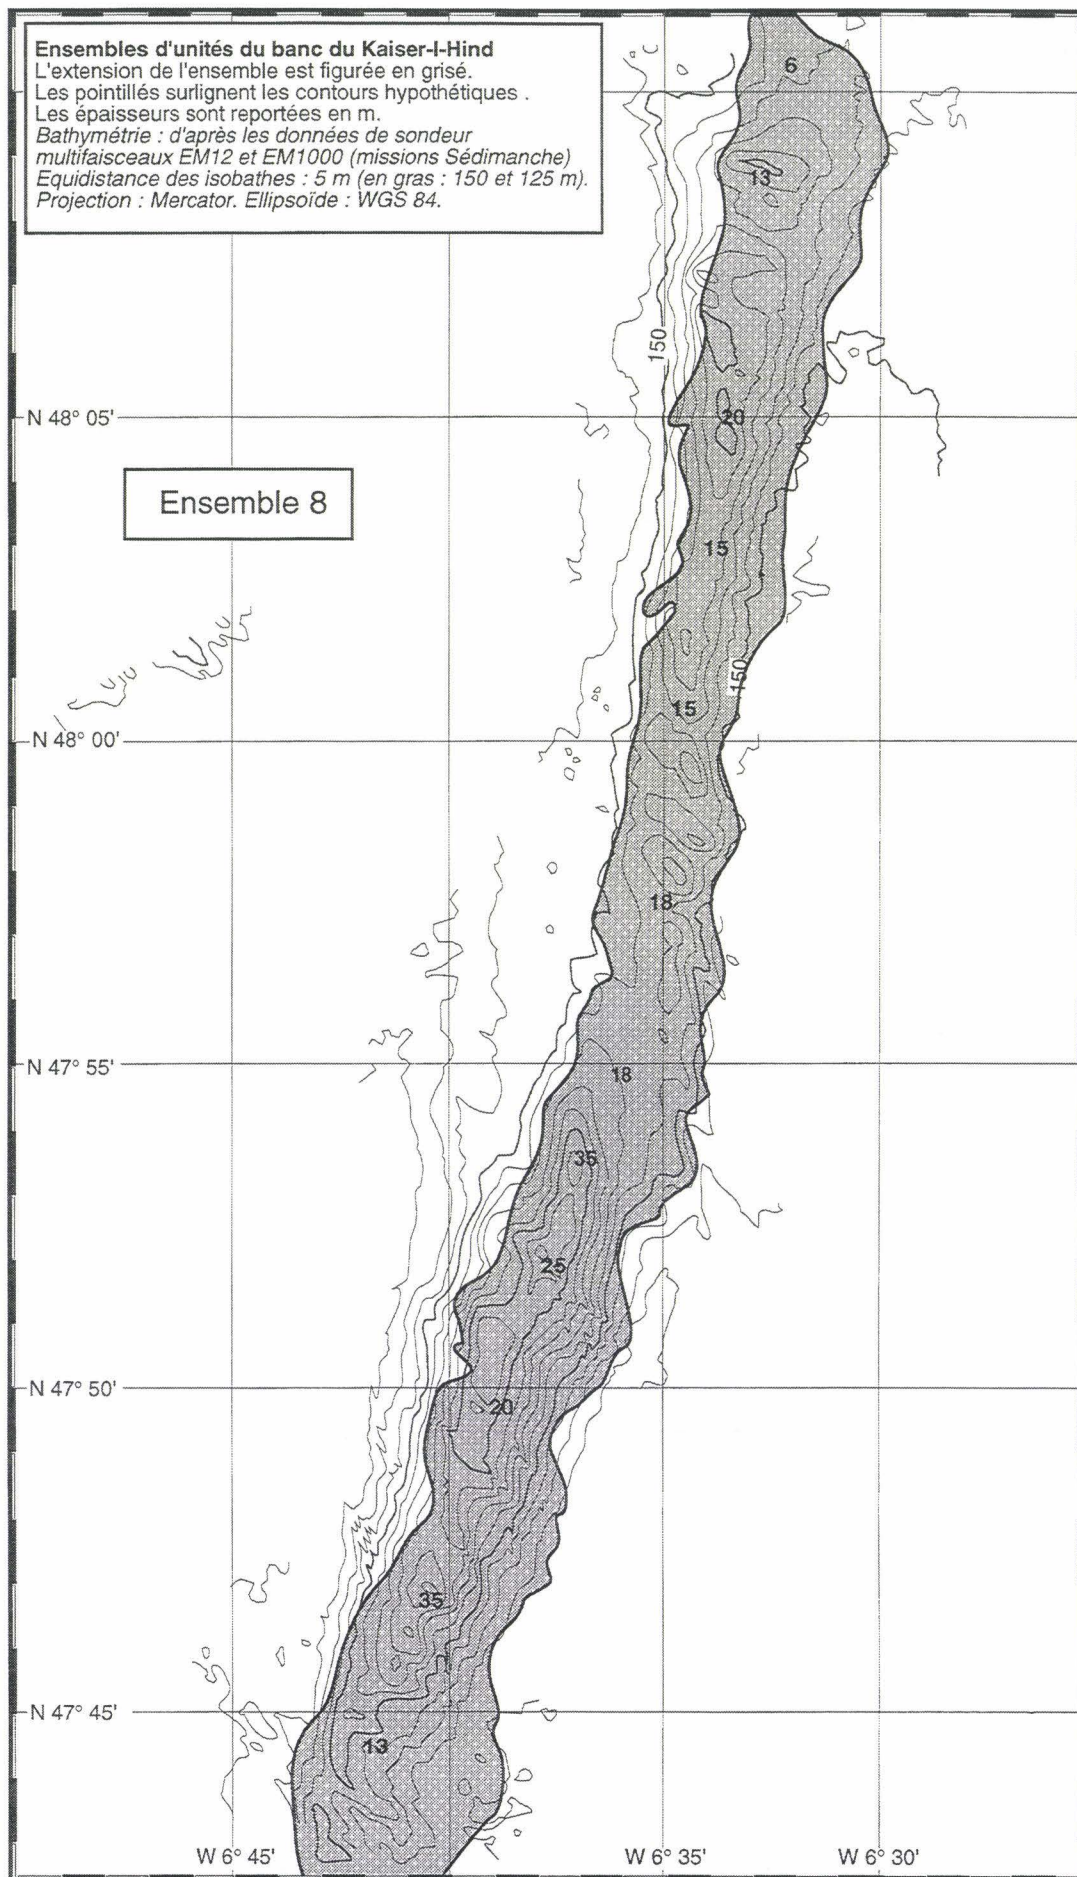 Ensembles d'unités du banc du Kaiser-I-Hind
L'extension de l'ensemble est figurée en grisé.
Les pointillés surlignent les contours hypothétiques .
Les épaisseurs sont reportées en m.
Bathymétrie : d'après les données de sondeur
multifaisceaux EM12 et EM1000 (missions Sédimanche)
Equidistance des isobathes : 5 m (en gras : 150 et 125 m).
Projection : Mercator. Ellipsoïde : WGS 84.
6
13
150
N 48° 05'
20
Ensemble 8
15
150
15
N 48° 00'
18
N 47° 55'
18
35
25
N 47° 50'
20
35
N 47° 45'
13
W 6° 45'
W 6° 35'
W 6° 30'